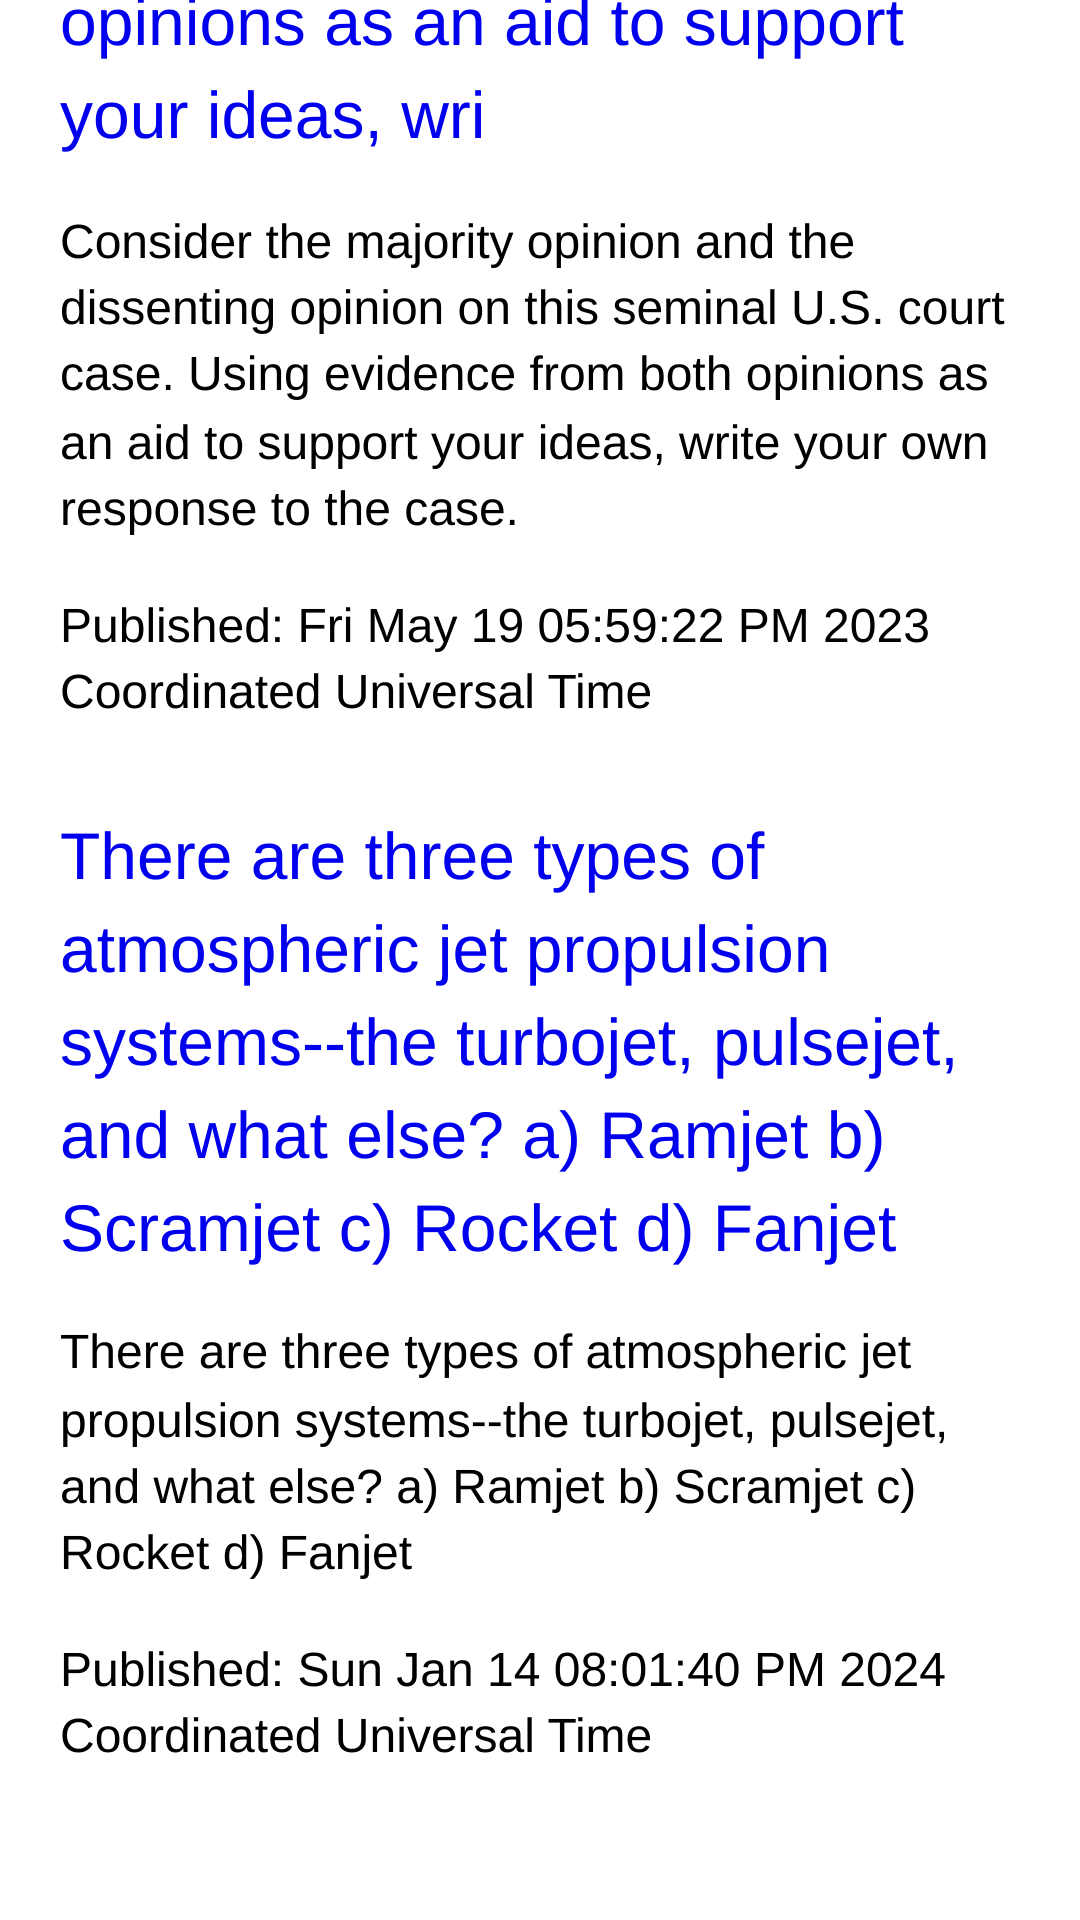 opinions as an aid to support
your ideas, wri
Consider the majority opinion and the
dissenting opinion on this seminal U.S. court
case. Using evidence from both opinions as
an aid to support your ideas, write your own
response to the case.
Published: Fri May 19 05:59:22 PM 2023
Coordinated Universal Time
There are three types of
atmospheric jet propulsion
systems--the turbojet, pulsejet,
and what else? a) Ramjet b)
Scramjet c) Rocket d) Fanjet
There are three types of atmospheric jet
propulsion systems--the turbojet, pulsejet,
and what else? a) Ramjet b) Scramjet c)
Rocket d) Fanjet
Published: Sun Jan 14 08:01:40 PM 2024
Coordinated Universal Time